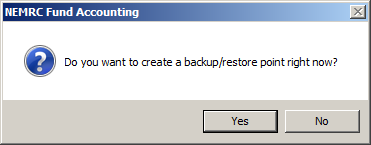 NEMRC Fund Accounting
Do you want to create a backup/restore point right now?
Yes
No